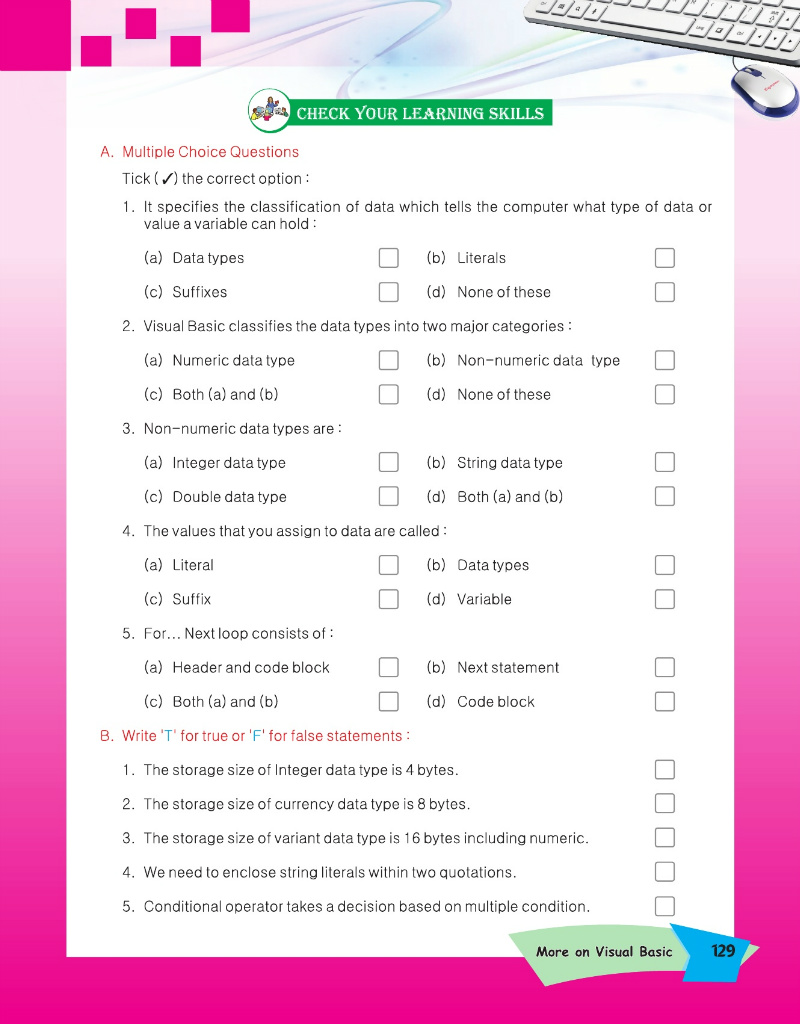 CHECK YOUR LEARNING SKILLS
A. Multiple Choice Questions
Tick (✓) the correct option :
1. It specifies the classification of data which tells the computer what type of data or
value a variable can hold :
(a) Data types (b) Literals
(c) Suffixes (d) None of these
2. Visual Basic classifies the data types into two major categories :
(a) Numeric data type (b) Non-numeric data type
(c) Both (a) and (b) (d) None of these
3. Non-numeric data types are :
(a) Integer data type (b) String data type
(c) Double data type (d) Both (a) and (b)
4. The values that you assign to data are called :
(a) Literal (b) Data types
(c) Suffix (d) Variable
5. For... Next loop consists of :
(a) Header and code block (b) Next statement
(c) Both (a) and (b) (d) Code block
B. Write 'T' for true or 'F' for false statements :
1. The storage size of Integer data type is 4 bytes.
2. The storage size of currency data type is 8 bytes.
3. The storage size of variant data type is 16 bytes including numeric.
4. We need to enclose string literals within two quotations.
5. Conditional operator takes a decision based on multiple condition.
More on Visual Basic 129